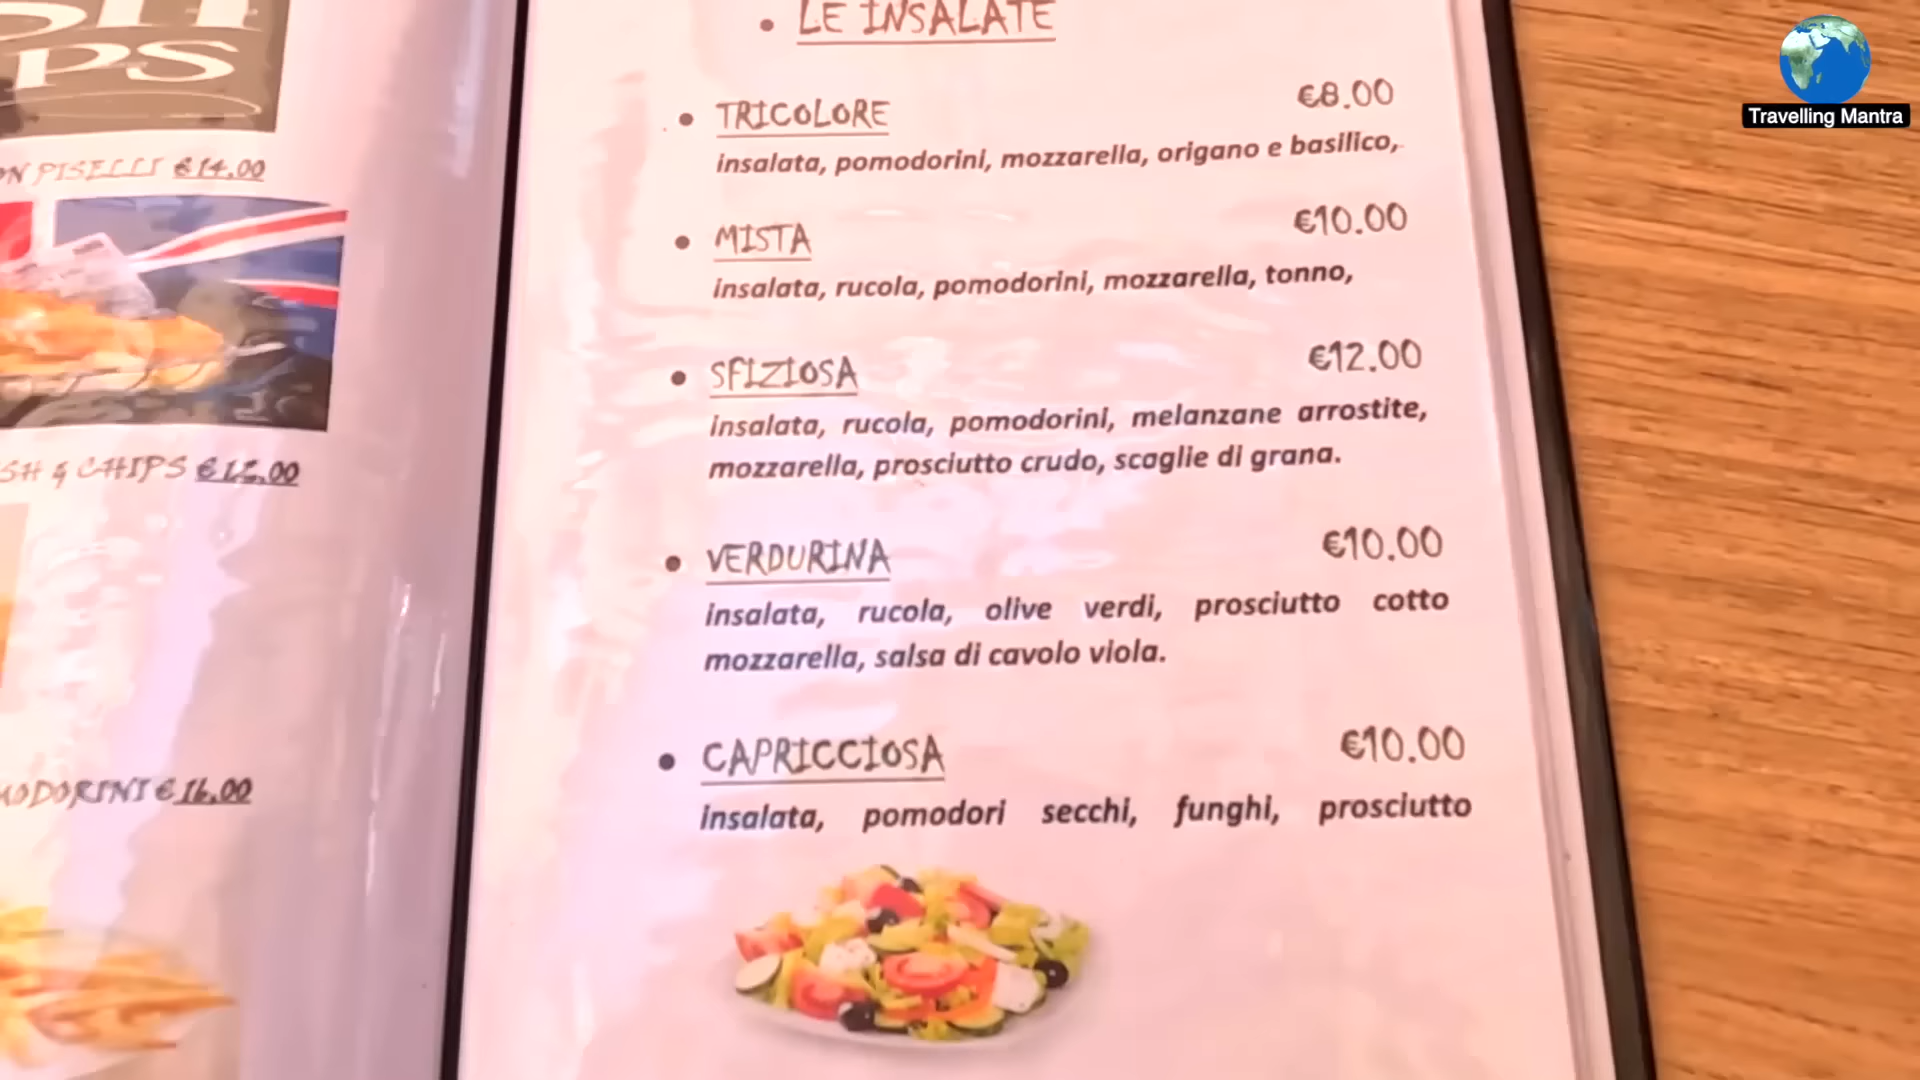 PS
PISELLI €14.00
& CHIPS €12.00
€16.00
LE INSALATE
TRICOLORE €8.00
insalata, pomodorini, mozzarella, origano e basilico,
MISTA €10.00
insalata, rucola, pomodorini, mozzarella, tonno,
SFIZIOSA €12.00
insalata, rucola, pomodorini, melanzane arrostite,
mozzarella, prosciutto crudo, scaglie di grana.
VERDURINA €10.00
insalata, rucola, olive verdi, prosciutto cotto
mozzarella, salsa di cavolo viola.
CAPRICCIOSA €10.00
insalata, pomodori secchi, funghi, prosciutto
Travelling Mantra